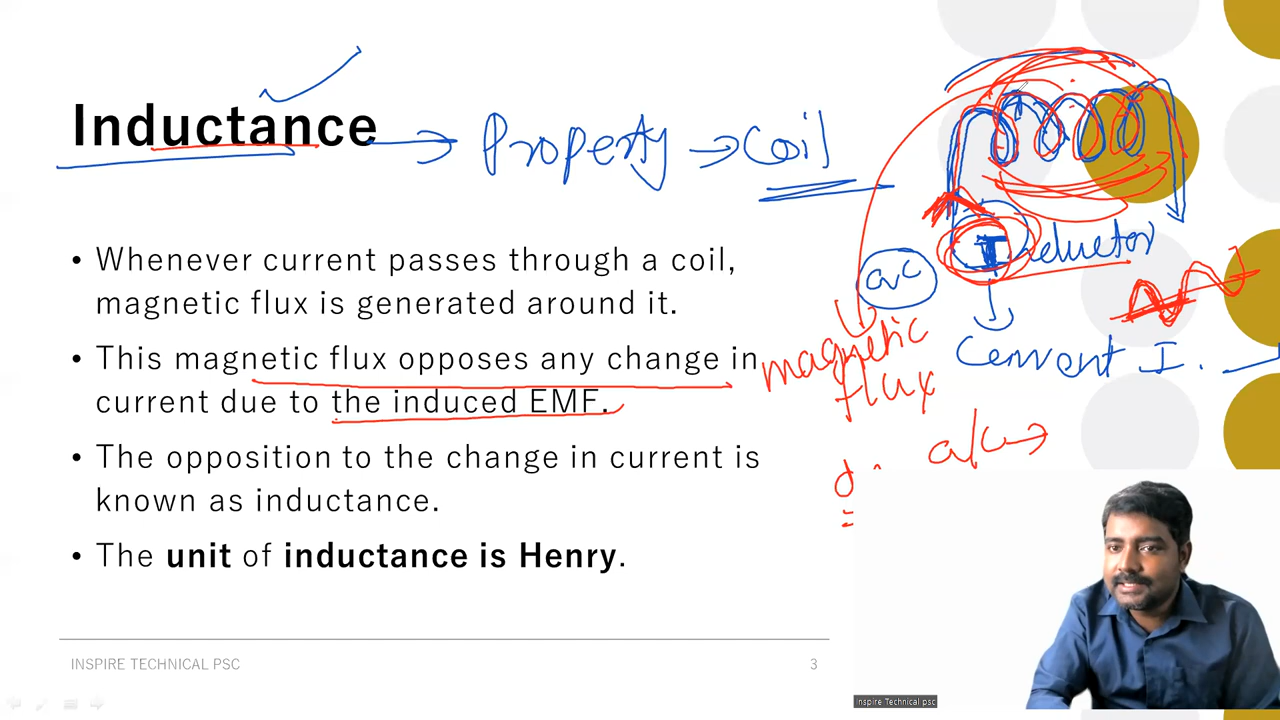 Inductance → Property → Coil
• Whenever current passes through a coil,
magnetic flux is generated around it.
• This magnetic flux opposes any change in
current due to the induced EMF.
• The opposition to the change in current is
known as inductance.
• The unit of inductance is Henry.
Inductor
a/c
Current I.
magnetic
flux
a/c →
INSPIRE TECHNICAL PSC
3
Inspire Technical psc